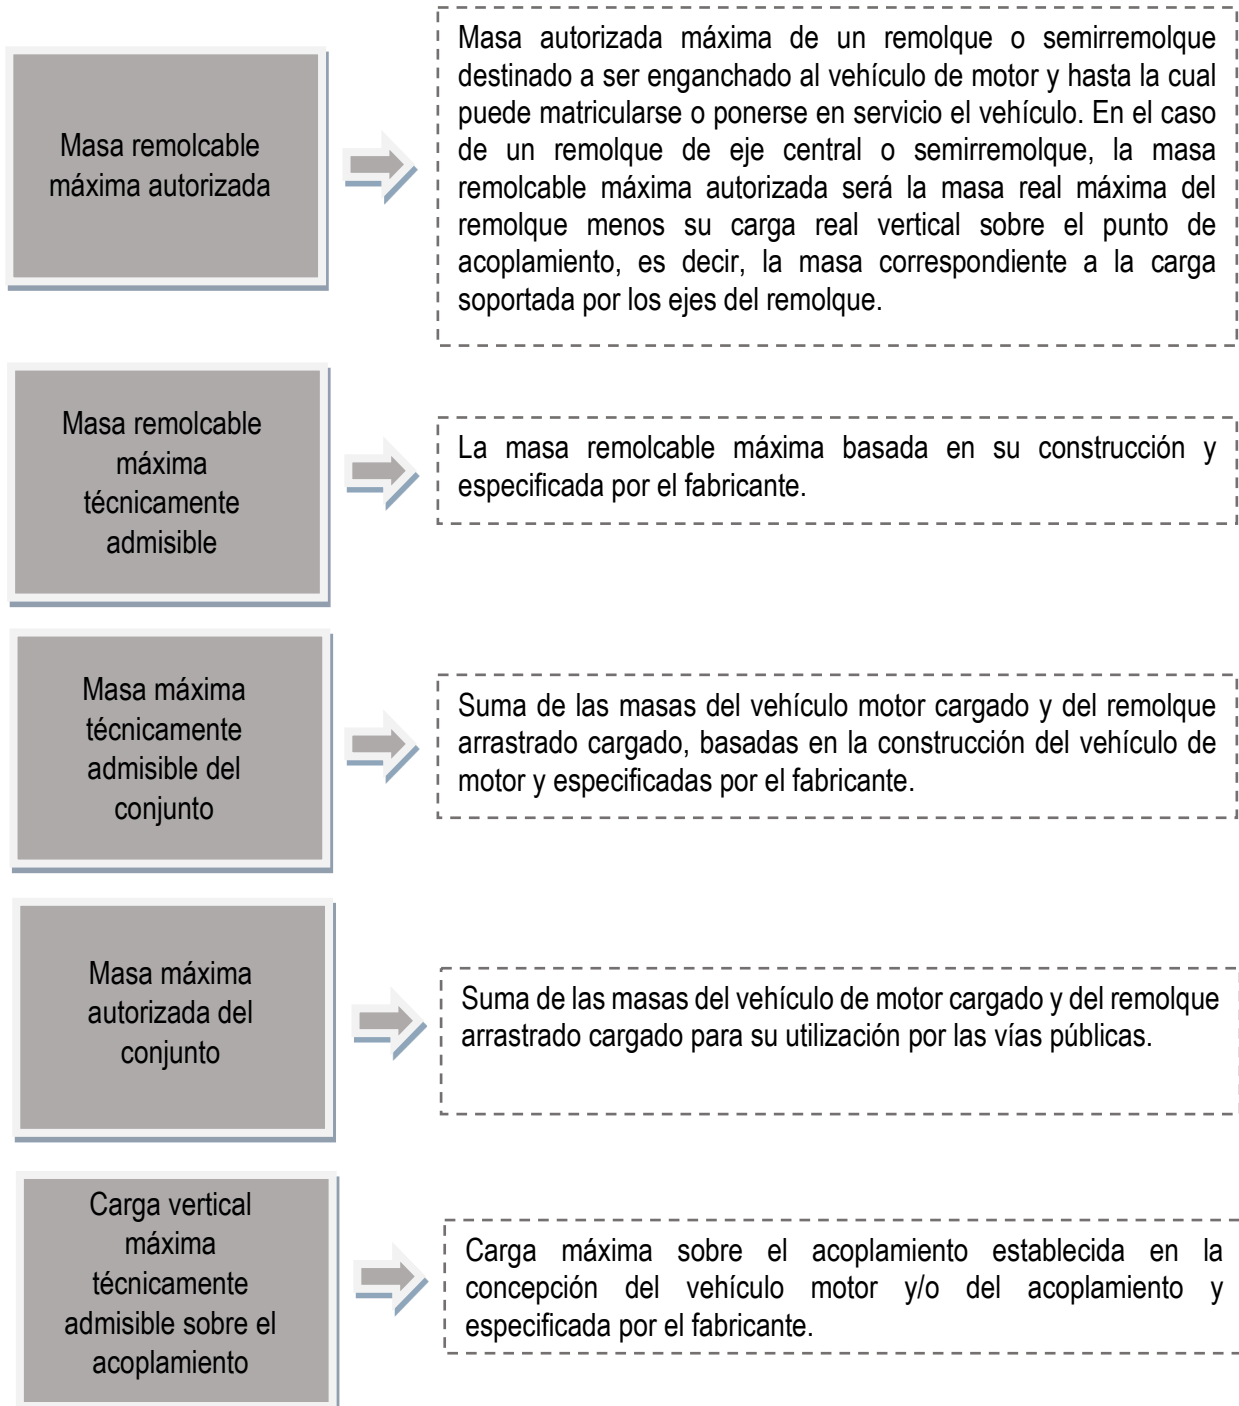 Masa remolcable
máxima autorizada
Masa autorizada máxima de un remolque o semirremolque
destinado a ser enganchado al vehículo de motor y hasta la cual
puede matricularse o ponerse en servicio el vehículo. En el caso
de un remolque de eje central o semirremolque, la masa
remolcable máxima autorizada será la masa real máxima del
remolque menos su carga real vertical sobre el punto de
acoplamiento, es decir, la masa correspondiente a la carga
soportada por los ejes del remolque.
Masa remolcable
máxima
técnicamente
admisible
La masa remolcable máxima basada en su construcción y
especificada por el fabricante.
Masa máxima
técnicamente
admisible del
conjunto
Suma de las masas del vehículo motor cargado y del remolque
arrastrado cargado, basadas en la construcción del vehículo de
motor y especificadas por el fabricante.
Masa máxima
autorizada del
conjunto
Suma de las masas del vehículo de motor cargado y del remolque
arrastrado cargado para su utilización por las vías públicas.
Carga vertical
máxima
técnicamente
admisible sobre el
acoplamiento
Carga máxima sobre el acoplamiento establecida en la
concepción del vehículo motor y/o del acoplamiento y
especificada por el fabricante.